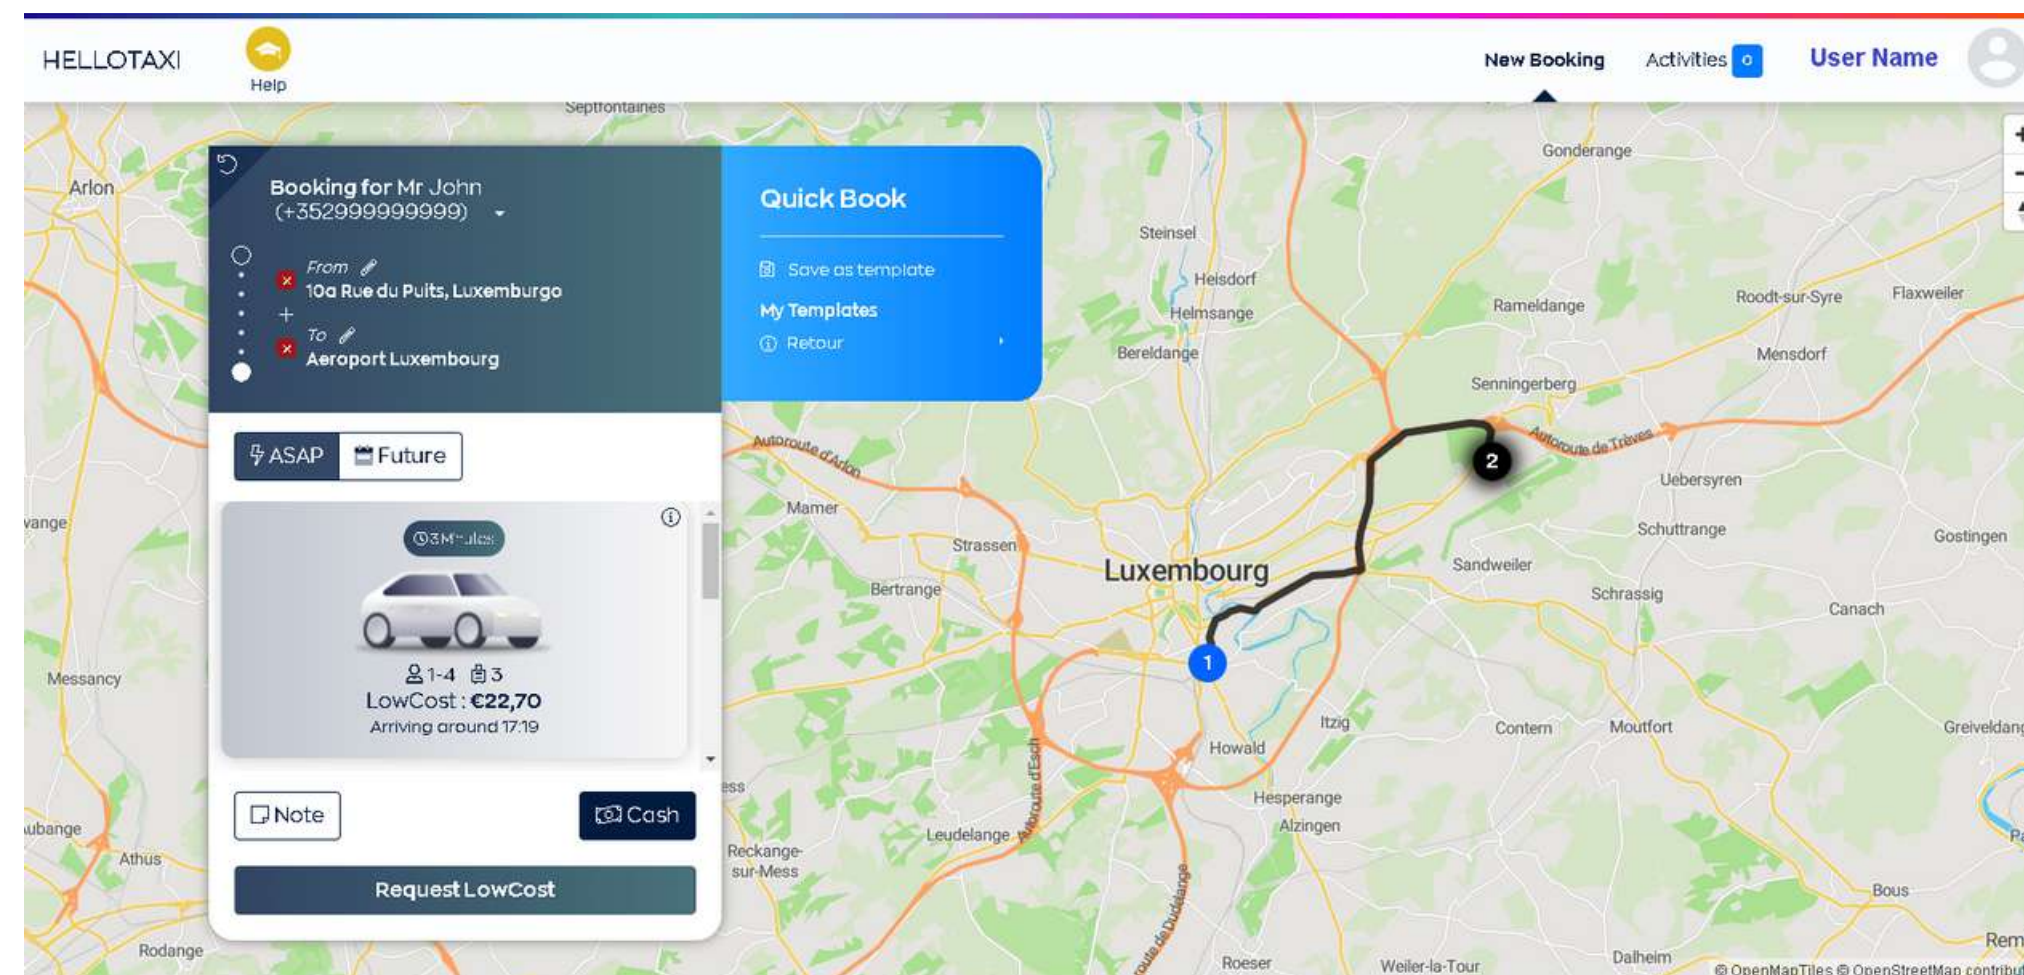 HELLOTAXI
Help
New Booking
Activities 0
User Name
Booking for Mr John
(+352999999999)
From
10a Rue du Puits, Luxemburgo
To
Aeroport Luxembourg
Quick Book
Save as template
My Templates
Retour
ASAP
Future
1-4 3
LowCost : €22,70
Arriving around 17:19
Note
Cash
Request LowCost
Septfontaines
Gonderange
Arlon
Steinsel
Heisdorf
Helmsange
Rameldange
Roodt-sur-Syre
Flaxweiler
Bereldange
Mensdorf
Senningerberg
Autoroute d'Arlon
Autoroute de Trèves
2
Uebersyren
Mamer
Schuttrange
Gostingen
Strassen
Luxembourg
Sandweiler
Bertrange
Schrassig
Canach
1
Messancy
Itzig
Contern
Moutfort
Howald
Autoroute d'Esch
Hesperange
Alzingen
Leudelange
Athus
Reckange-
sur-Mess
Bous
Rodange
Roeser
Weiler-la-Tour
Dalheim
© OpenMapTiles © OpenStreetMap